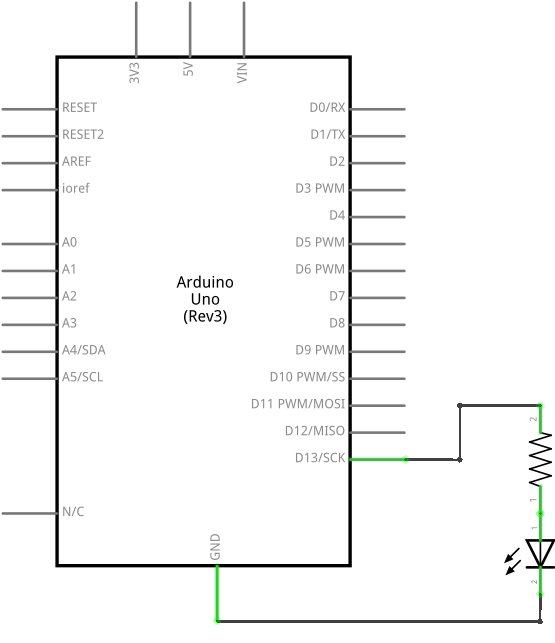 3V3
5V
VIN
RESET
RESET2
AREF
ioref
A0
A1
A2
A3
A4/SDA
A5/SCL
N/C
Arduino
Uno
(Rev3)
D0/RX
D1/TX
D2
D3 PWM
D4
D5 PWM
D6 PWM
D7
D8
D9 PWM
D10 PWM/SS
D11 PWM/MOSI
D12/MISO
D13/SCK
GND
2
1
1
2